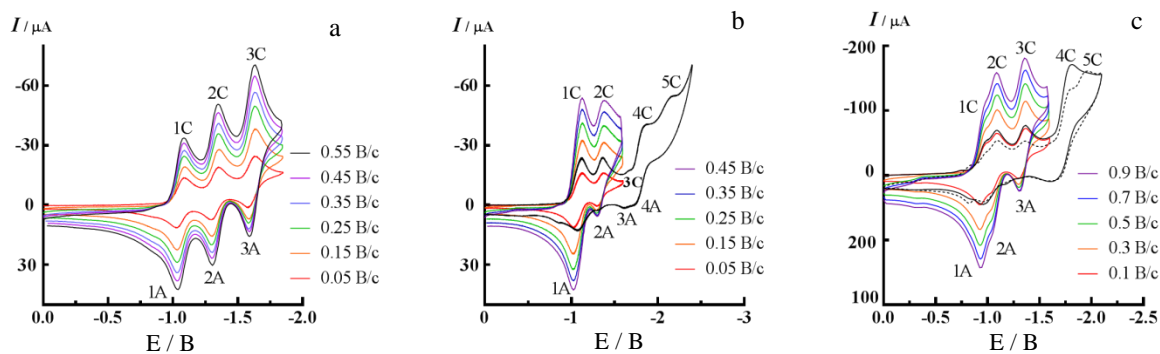 a
I / μA
-60
-30
0
30
0.0
-0.5
-1.0
-1.5
-2.0
E / B
1C
2C
3C
1A
2A
3A
0.55 B/c
0.45 B/c
0.35 B/c
0.25 B/c
0.15 B/c
0.05 B/c
b
I / μA
-60
-30
0
30
0
-1
-2
-3
E / B
1C
2C
3C
4C
5C
1A
2A
3A
4A
0.45 B/c
0.35 B/c
0.25 B/c
0.15 B/c
0.05 B/c
c
I / μA
-200
-100
0
100
200
100
-0.0
-0.5
-1.0
-1.5
-2.0
E / B
1C
2C
3C
4C
5C
1A
2A
3A
0.9 B/c
0.7 B/c
0.5 B/c
0.3 B/c
0.1 B/c